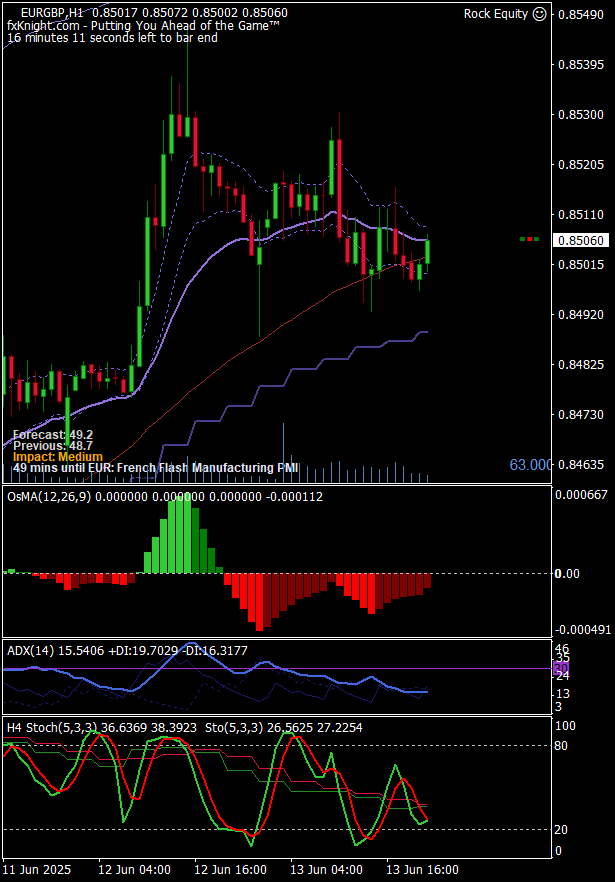 EURGBP,H1 0.85017 0.85072 0.85002 0.85060
Rock Equity
fxKnight.com - Putting You Ahead of the Game™
16 minutes 11 seconds left to bar end
0.85490
0.85395
0.85300
0.85205
0.85110
0.85060
0.85015
0.84920
0.84825
0.84730
0.84635
Forecast: 49.2
Previous: 48.7
Impact: Medium
49 mins until EUR: French Flash Manufacturing PMI
63.000
OsMA(12,26,9) 0.000000 0.000000 0.000000 -0.000112
0.000667
0.00
-0.000491
ADX(14) 15.5406 +DI:19.7029 -DI:16.3177
46
35
30
24
13
3
H4 Stoch(5,3,3) 36.6369 38.3923 Sto(5,3,3) 26.5625 27.2254
100
80
20
0
11 Jun 2025
12 Jun 04:00
12 Jun 16:00
13 Jun 04:00
13 Jun 16:00